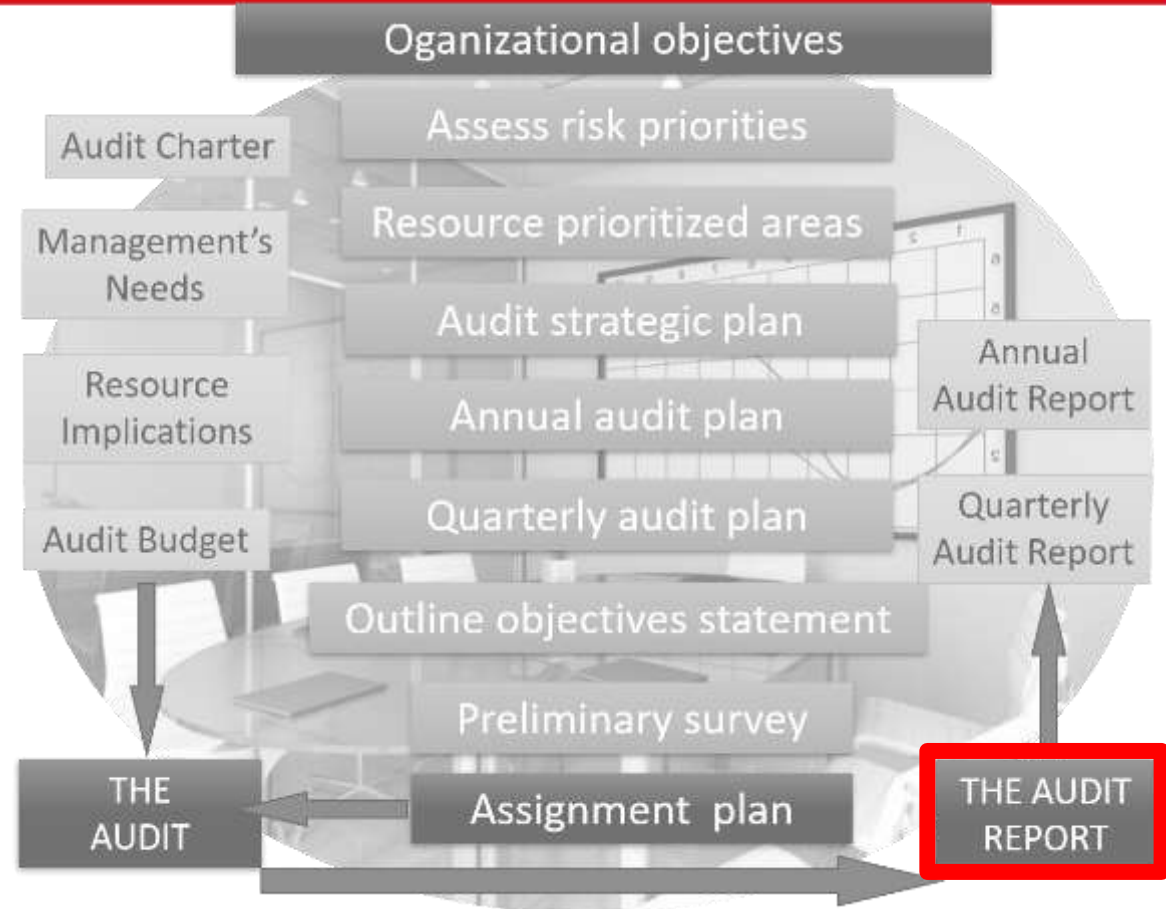 Oganizational objectives
Assess risk priorities
Audit Charter
Resource prioritized areas
Management's
Needs
Audit strategic plan
Annual
Audit Report
Resource
Implications
Annual audit plan
Quarterly audit plan
Quarterly
Audit Report
Audit Budget
Outline objectives statement
Preliminary survey
THE
AUDIT
Assignment plan
THE AUDIT
REPORT